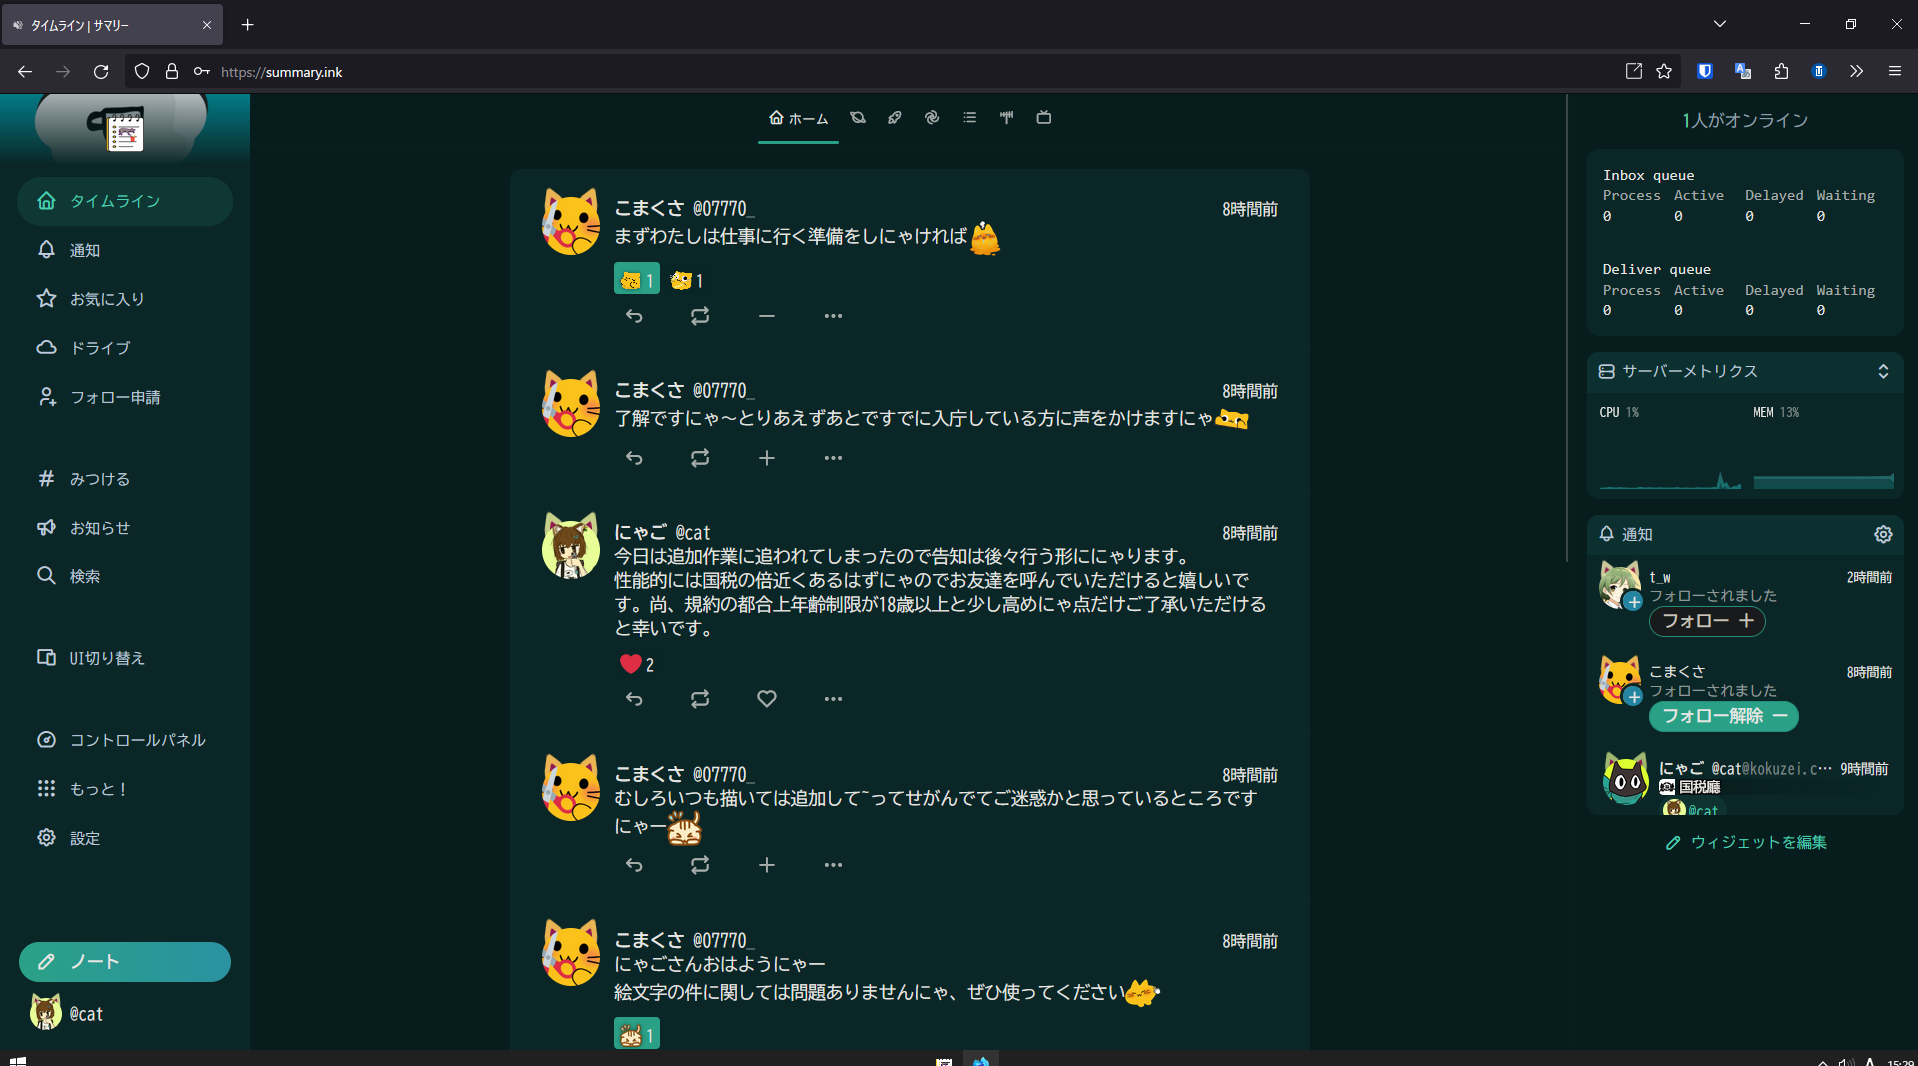 タイムライン | サマリー
https://summary.ink
タイムライン
通知
お気に入り
ドライブ
フォロー申請
みつける
お知らせ
検索
UI切り替え
コントロールパネル
もっと！
設定
ノート
@cat
ホーム
こまくさ @07770_
8時間前
まずわたしは仕事に行く準備をしにゃければ
1
1
こまくさ @07770_
8時間前
了解ですにゃ～とりあえずあとですでに入庁している方に声をかけますにゃ
にゃご @cat
8時間前
今日は追加作業に追われてしまったので告知は後々行う形ににゃります。
性能的には国税の倍近くあるはずにゃのでお友達を呼んでいただけると嬉しいで
す。尚、規約の都合上年齢制限が18歳以上と少し高めにゃ点だけご了承いただける
と幸いです。
2
こまくさ @07770_
8時間前
むしろいつも描いては追加して~ってせがんでてご迷惑かと思っているところです
にゃー
こまくさ @07770_
8時間前
にゃごさんおはようにゃー
絵文字の件に関しては問題ありませんにゃ、ぜひ使ってください
1
1人がオンライン
Inbox queue
Process Active Delayed Waiting
0 0 0 0
Deliver queue
Process Active Delayed Waiting
0 0 0 0
サーバーメトリクス
CPU 1%
MEM 13%
通知
t_w
2時間前
フォローされました
フォロー
こまくさ
8時間前
フォローされました
フォロー解除
にゃご @cat@kokuzei.c…
9時間前
国税廳
@cat
ウィジェットを編集
A
15:29